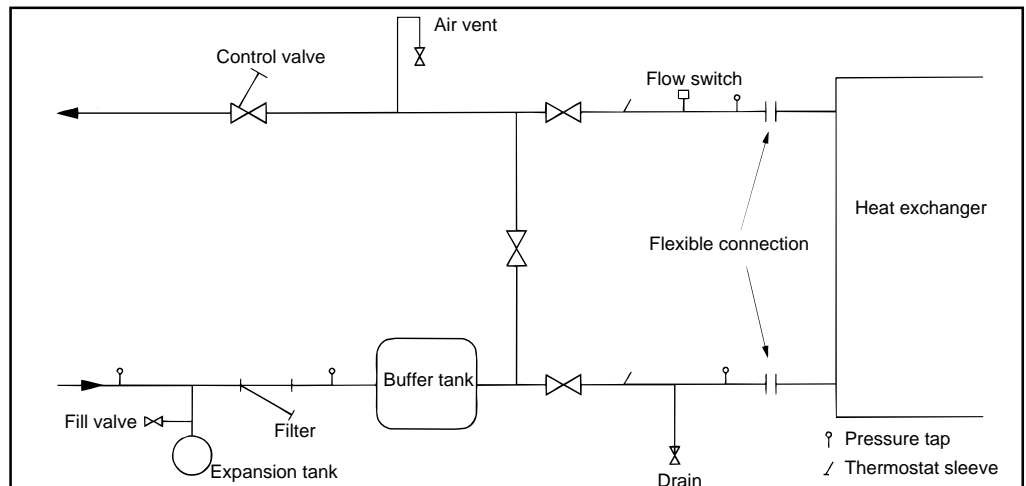 Air vent
Control valve
Flow switch
Heat exchanger
Flexible connection
Buffer tank
Fill valve
Filter
Pressure tap
Expansion tank
Thermostat sleeve
Drain